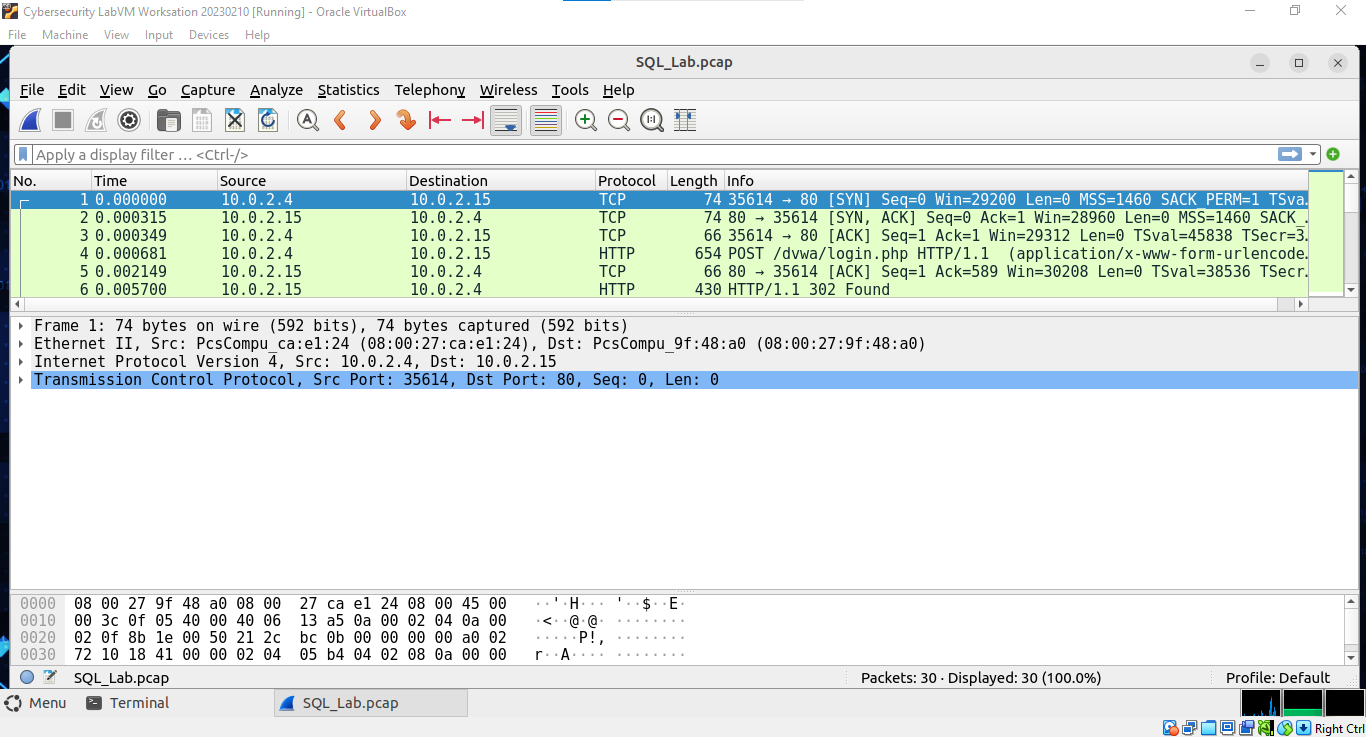 Cybersecurity LabVM Worksation 20230210 [Running] - Oracle VirtualBox
File Machine View Input Devices Help
SQL_Lab.pcap
File Edit View Go Capture Analyze Statistics Telephony Wireless Tools Help
Apply a display filter … <Ctrl-/>
No. Time Source Destination Protocol Length Info
1 0.000000 10.0.2.4 10.0.2.15 TCP 74 35614 → 80 [SYN] Seq=0 Win=29200 Len=0 MSS=1460 SACK_PERM=1 TSva…
2 0.000315 10.0.2.15 10.0.2.4 TCP 74 80 → 35614 [SYN, ACK] Seq=0 Ack=1 Win=28960 Len=0 MSS=1460 SACK_…
3 0.000349 10.0.2.4 10.0.2.15 TCP 66 35614 → 80 [ACK] Seq=1 Ack=1 Win=29312 Len=0 TSval=45838 TSecr=3…
4 0.000681 10.0.2.4 10.0.2.15 HTTP 654 POST /dvwa/login.php HTTP/1.1 (application/x-www-form-urlencode…
5 0.002149 10.0.2.15 10.0.2.4 TCP 66 80 → 35614 [ACK] Seq=1 Ack=589 Win=30208 Len=0 TSval=38536 TSecr…
6 0.005700 10.0.2.15 10.0.2.4 HTTP 430 HTTP/1.1 302 Found
Frame 1: 74 bytes on wire (592 bits), 74 bytes captured (592 bits)
Ethernet II, Src: PcsCompu_ca:e1:24 (08:00:27:ca:e1:24), Dst: PcsCompu_9f:48:a0 (08:00:27:9f:48:a0)
Internet Protocol Version 4, Src: 10.0.2.4, Dst: 10.0.2.15
Transmission Control Protocol, Src Port: 35614, Dst Port: 80, Seq: 0, Len: 0
0000 08 00 27 9f 48 a0 08 00 27 ca e1 24 08 00 45 00 ··'·H··· '··$··E·
0010 00 3c 0f 05 40 00 40 06 13 a5 0a 00 02 04 0a 00 ·<··@·@· ········
0020 02 0f 8b 1e 00 50 21 2c bc 0b 00 00 00 00 a0 02 ·····P!, ········
0030 72 10 18 41 00 00 02 04 05 b4 04 02 08 0a 00 00 r··A···· ········
SQL_Lab.pcap Packets: 30 · Displayed: 30 (100.0%) Profile: Default
Menu Terminal SQL_Lab.pcap
Right Ctrl